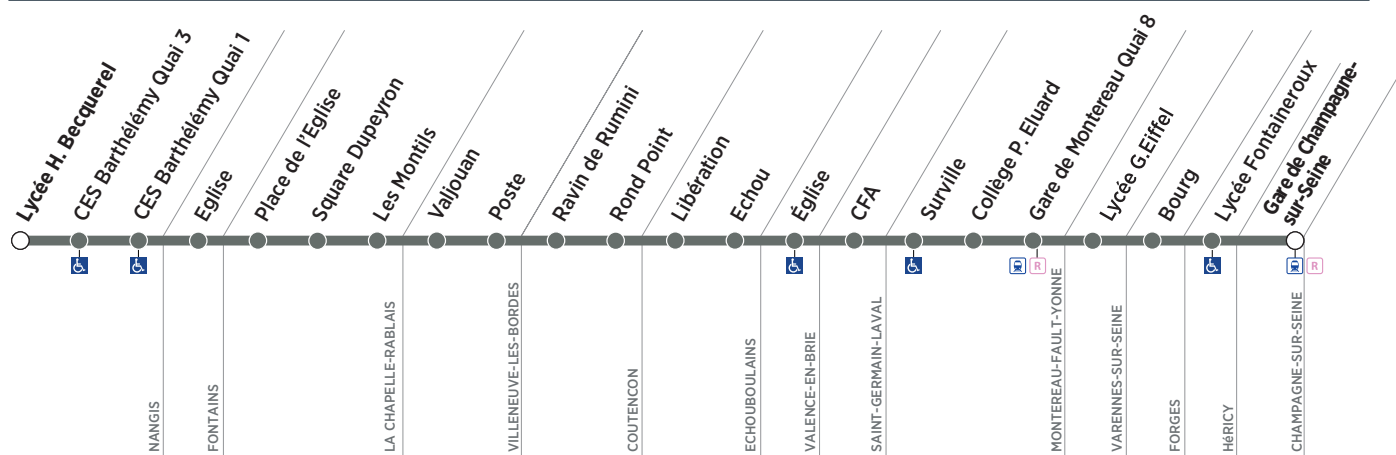 Lycée H. Becquerel
CES Barthélémy Quai 3
CES Barthélémy Quai 1
Eglise
Place de l'Eglise
Square Dupeyron
Les Montils
Valjouan
Poste
Ravin de Rumini
Rond Point
Libération
Echou
Église
CFA
Surville
Collège P. Eluard
Gare de Montereau Quai 8
Lycée G.Eiffel
Bourg
Lycée Fontaineroux
Gare de Champagne-
sur-Seine
R
R
NANGIS
FONTAINS
LA CHAPELLE-RABLAIS
VILLENEUVE-LES-BORDES
COUTENCON
ECHOUBOULAINS
VALENCE-EN-BRIE
SAINT-GERMAIN-LAVAL
MONTEREAU-FAULT-YONNE
VARENNES-SUR-SEINE
FORGES
HéRICY
CHAMPAGNE-SUR-SEINE